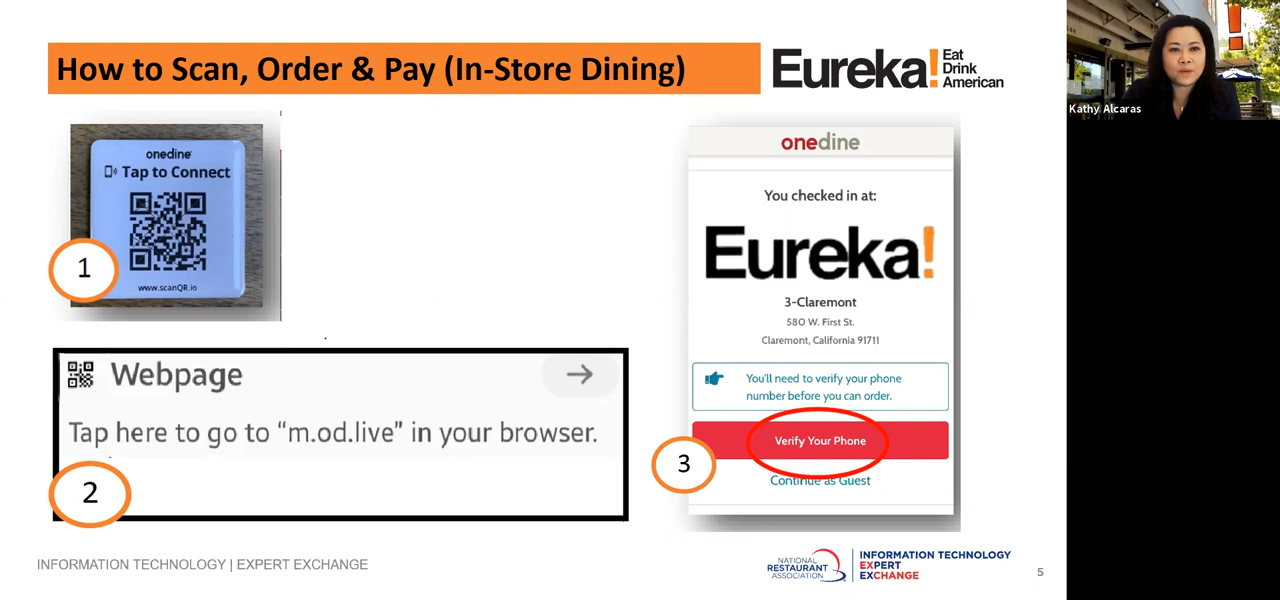 How to Scan, Order & Pay (In-Store Dining)
Eureka!
Eat
Drink
American
Kathy Alcaras
onedine
Tap to Connect
www.scanQR.io
1
Webpage
Tap here to go to “m.od.live” in your browser.
2
onedine
You checked in at:
Eureka!
3-Claremont
580 W. First St.
Claremont, California 91711
You'll need to verify your phone
number before you can order.
Verify Your Phone
Continue as Guest
3
INFORMATION TECHNOLOGY | EXPERT EXCHANGE
NATIONAL
RESTAURANT
ASSOCIATION
INFORMATION TECHNOLOGY
EXPERT
EXCHANGE
5